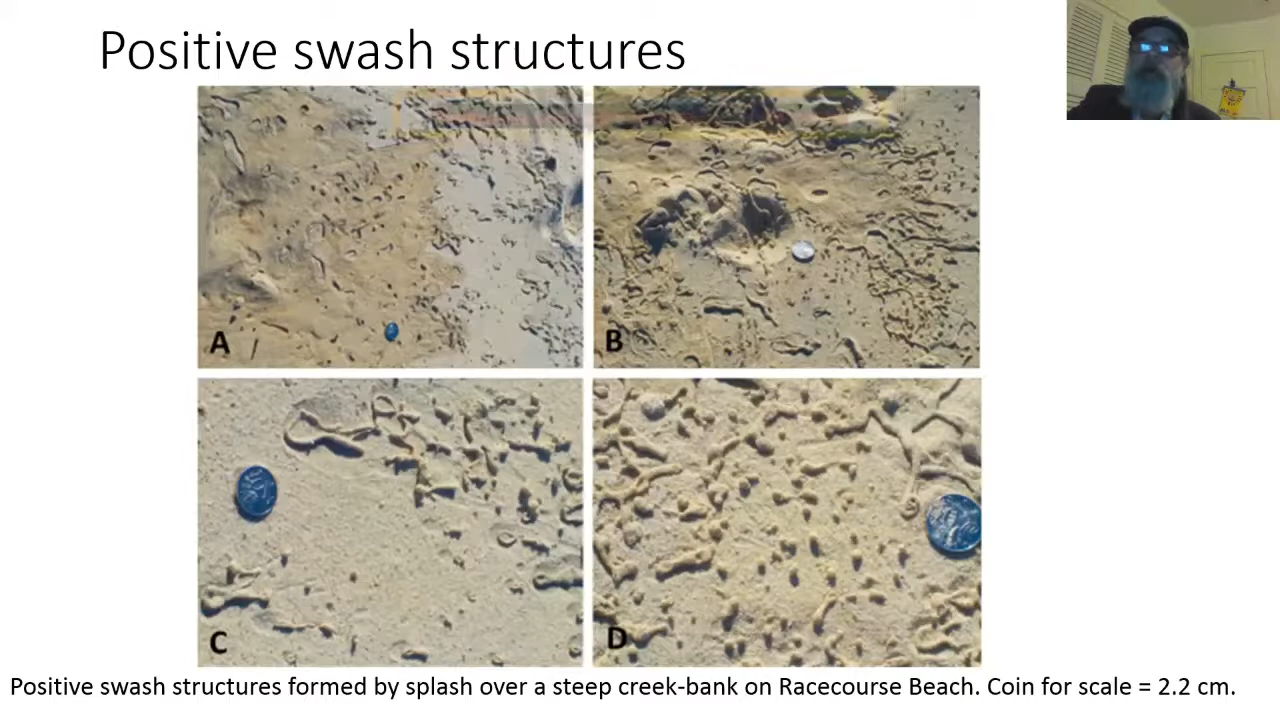 Positive swash structures
A
B
C
D
Positive swash structures formed by splash over a steep creek-bank on Racecourse Beach. Coin for scale = 2.2 cm.